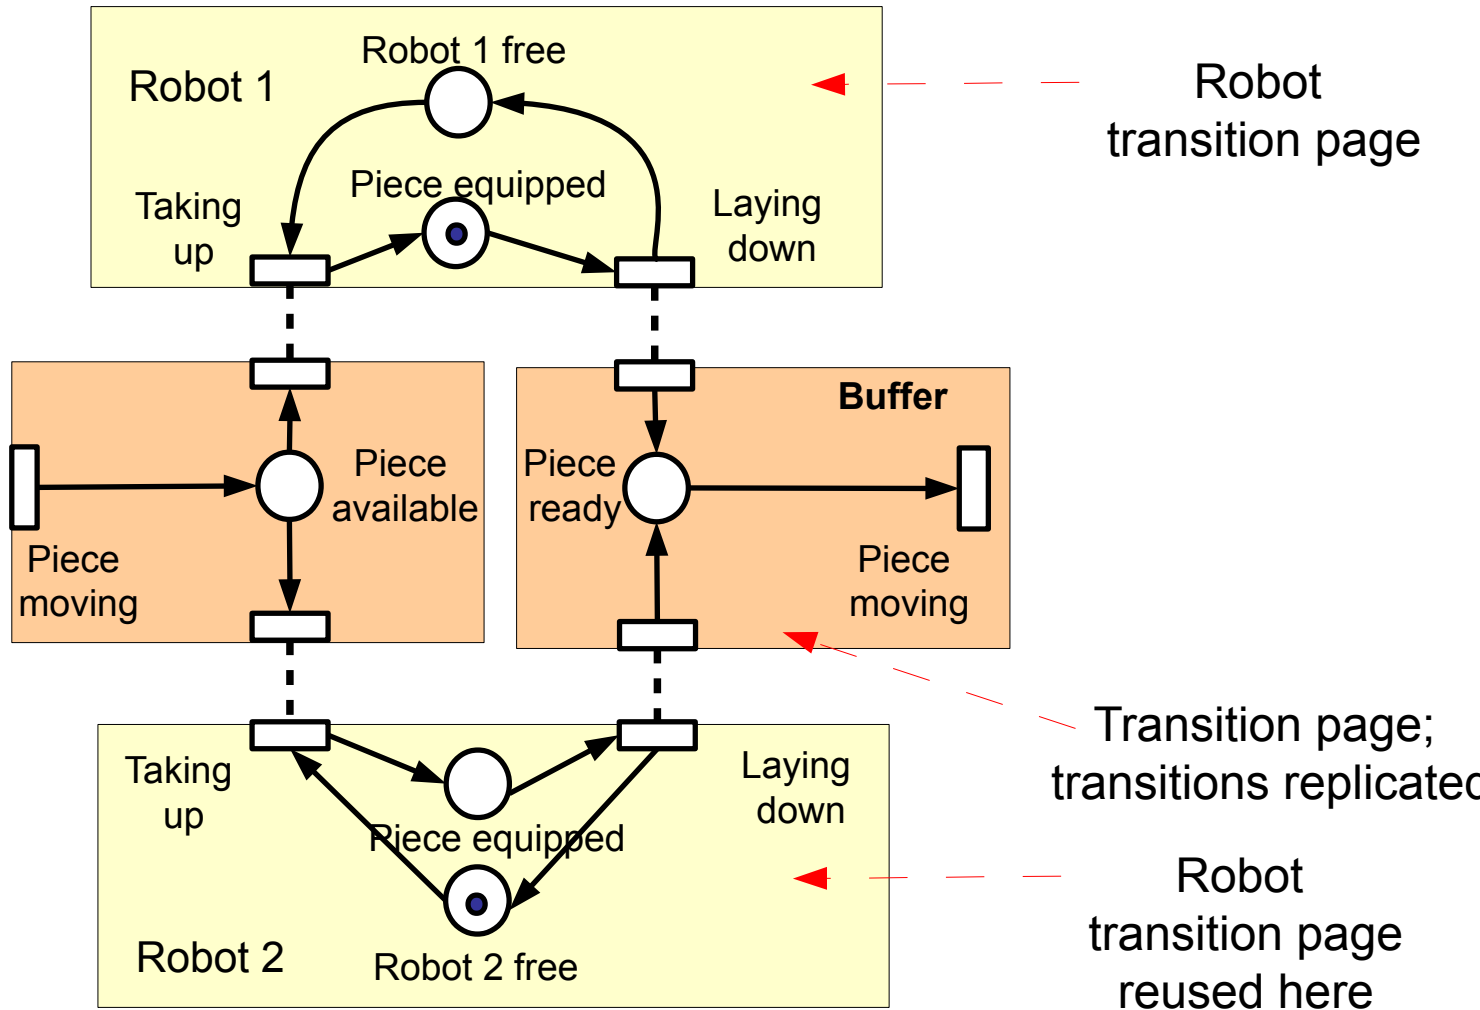 Robot 1 free
Robot 1
Robot
transition page
Piece equipped
Taking
up
Laying
down
Buffer
Piece
available
Piece
ready
Piece
moving
Piece
moving
Transition page;
transitions replicated
Taking
up
Laying
down
Piece equipped
Robot
transition page
reused here
Robot 2
Robot 2 free